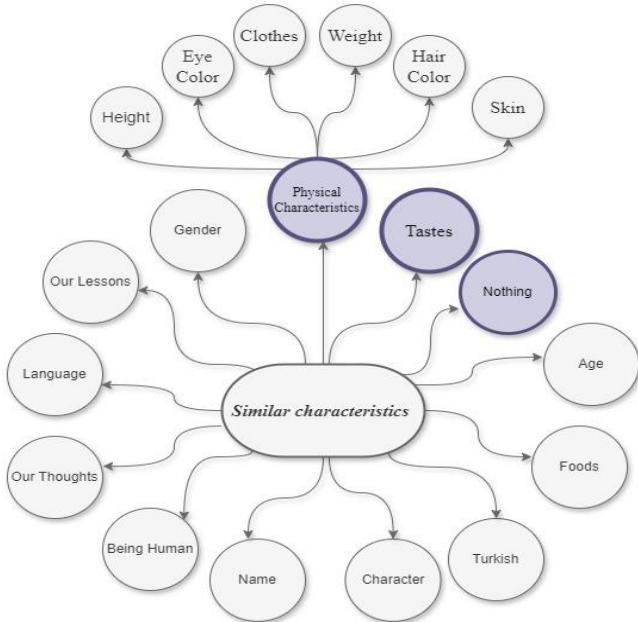 Clothes
Weight
Eye
Color
Hair
Color
Height
Skin
Physical
Characteristics
Gender
Tastes
Our Lessons
Nothing
Language
Age
Similar characteristics
Our Thoughts
Foods
Being Human
Name
Character
Turkish